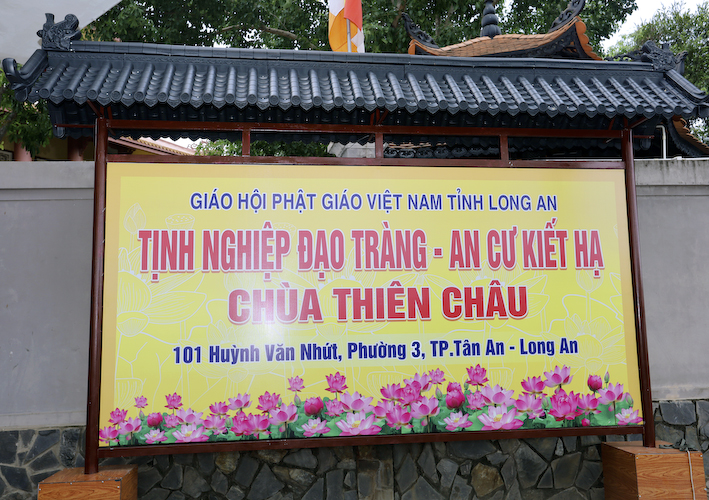 GIÁO HỘI PHẬT GIÁO VIỆT NAM TỈNH LONG AN
TỊNH NGHIỆP ĐẠO TRÀNG - AN CƯ KIẾT HẠ
CHÙA THIÊN CHÂU
101 Huỳnh Văn Nhứt, Phường 3, TP.Tân An - Long An